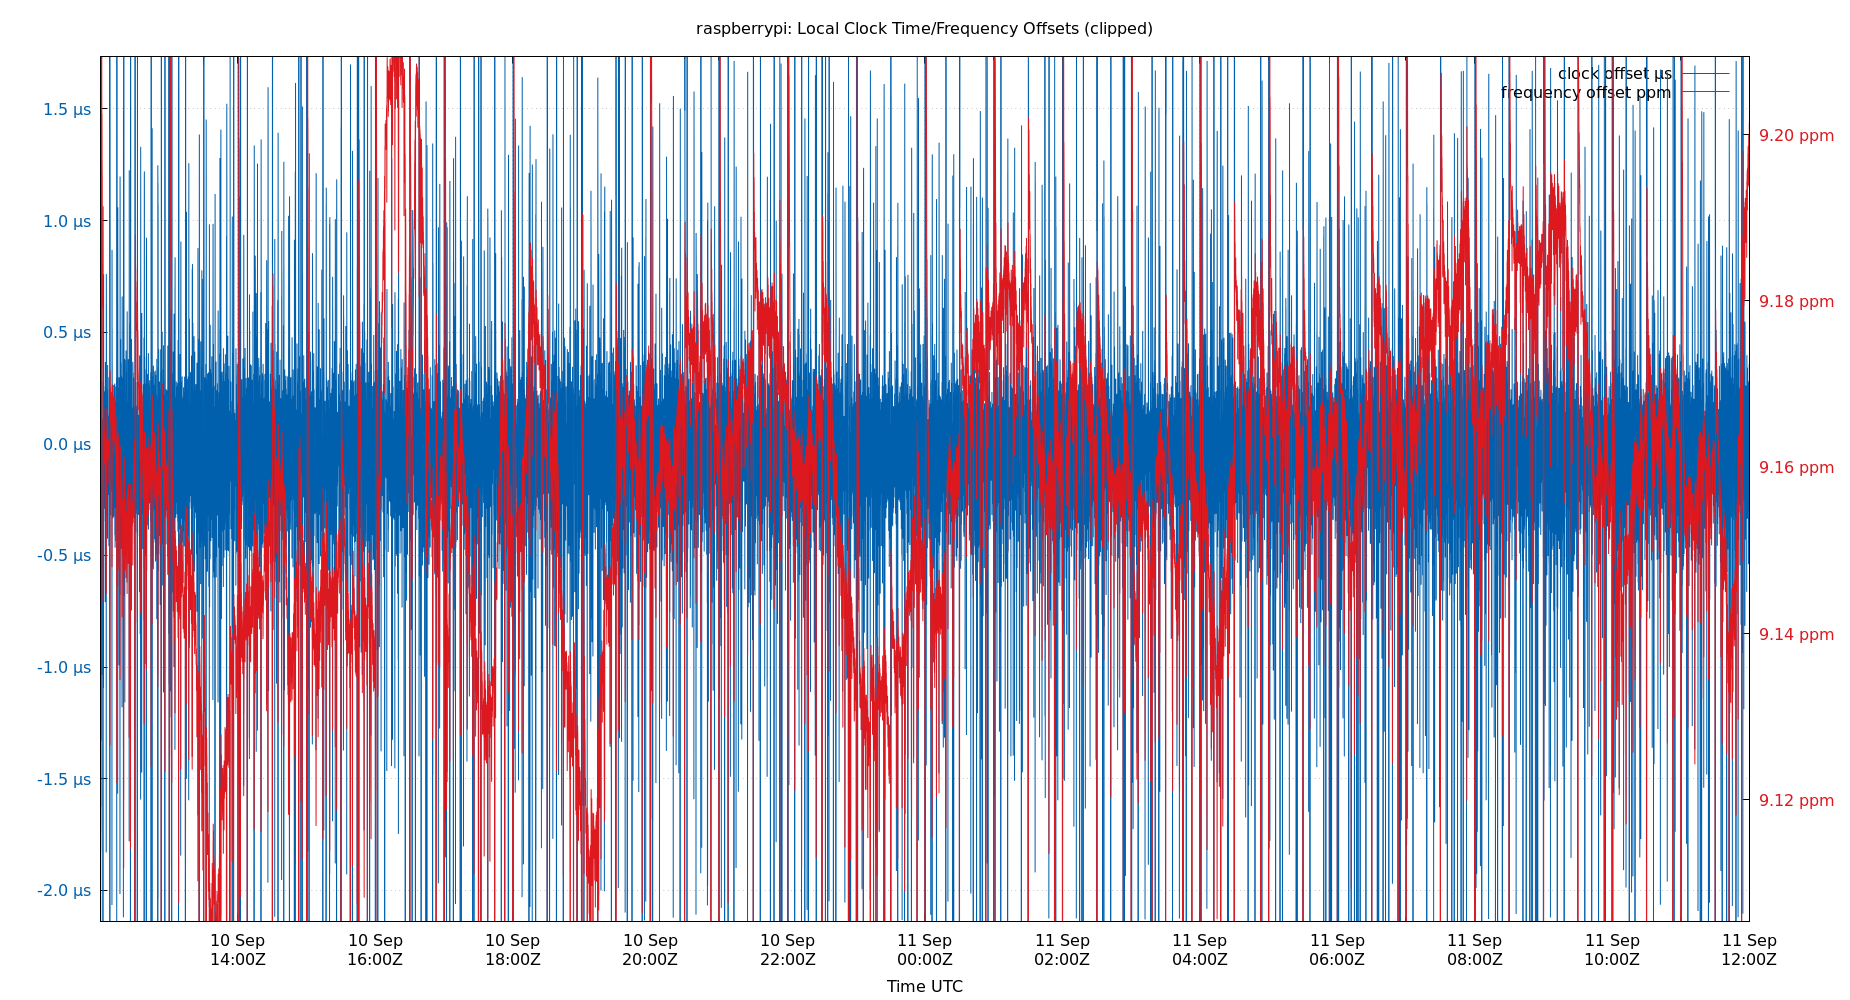 raspberrypi: Local Clock Time/Frequency Offsets (clipped)
clock offset µs
frequency offset ppm
1.5 µs
1.0 µs
0.5 µs
0.0 µs
-0.5 µs
-1.0 µs
-1.5 µs
-2.0 µs
9.20 ppm
9.18 ppm
9.16 ppm
9.14 ppm
9.12 ppm
10 Sep
14:00Z
10 Sep
16:00Z
10 Sep
18:00Z
10 Sep
20:00Z
10 Sep
22:00Z
11 Sep
00:00Z
11 Sep
02:00Z
11 Sep
04:00Z
11 Sep
06:00Z
11 Sep
08:00Z
11 Sep
10:00Z
11 Sep
12:00Z
Time UTC